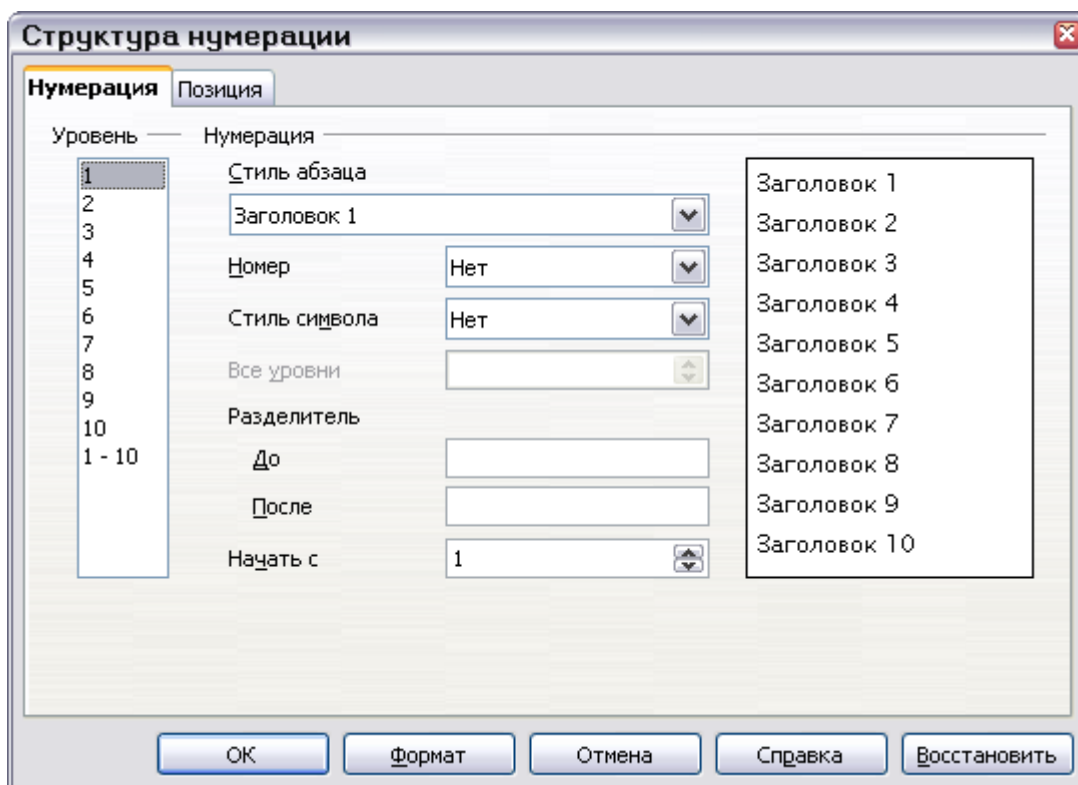 Структура нумерации
Нумерация Позиция
Уровень Нумерация
1
2
3
4
5
6
7
8
9
10
1 - 10
Стиль абзаца
Заголовок 1
Номер Нет
Стиль символа Нет
Все уровни
Разделитель
До
После
Начать с 1
Заголовок 1
Заголовок 2
Заголовок 3
Заголовок 4
Заголовок 5
Заголовок 6
Заголовок 7
Заголовок 8
Заголовок 9
Заголовок 10
ОК Формат Отмена Справка Восстановить